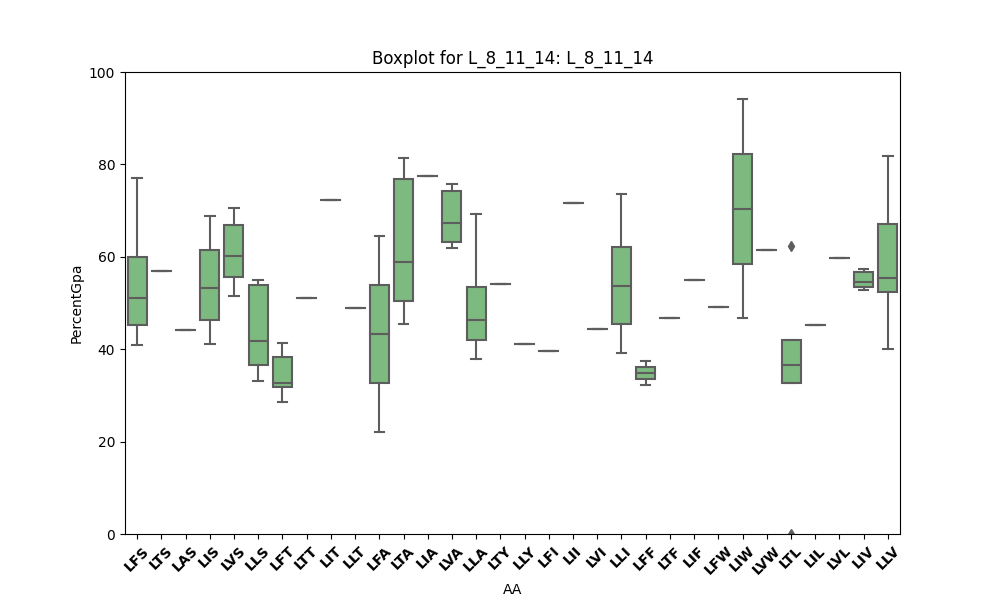 Boxplot for L_8_11_14: L_8_11_14
100
80
60
40
20
0
PercentGpa
LFS LTS LAS LIS LVS LLS LFT LTT LIT LLT LFA LTA LIA LVA LLA LTY LLY LFI LII LVI LLI LFF LTF LIF LFW LIW LVW LTL LIL LVL LIV LLV
AA